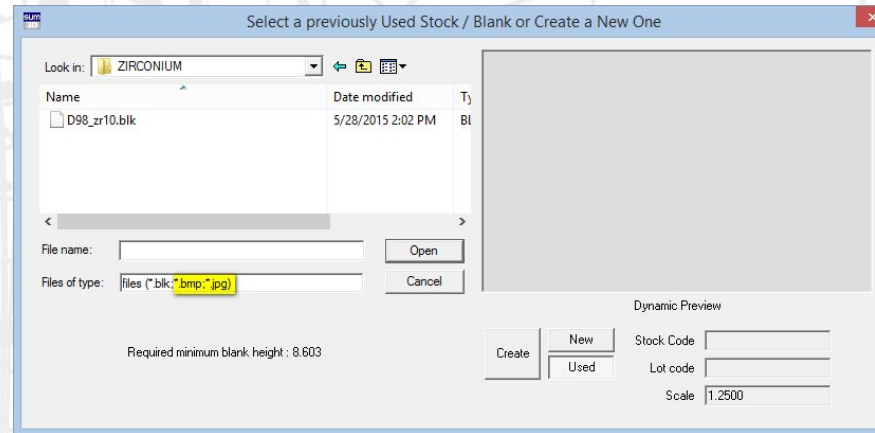 sum
Select a previously Used Stock / Blank or Create a New One
x
Look in: ZIRCONIUM
Name Date modified Ty
D98_zr10.blk 5/28/2015 2:02 PM BL
File name: Open
Files of type: files (*.blk;*.bmp;*.jpg) Cancel
Dynamic Preview
Required minimum blank height : 8.603
Create New Stock Code
Used Lot code
Scale 1.2500